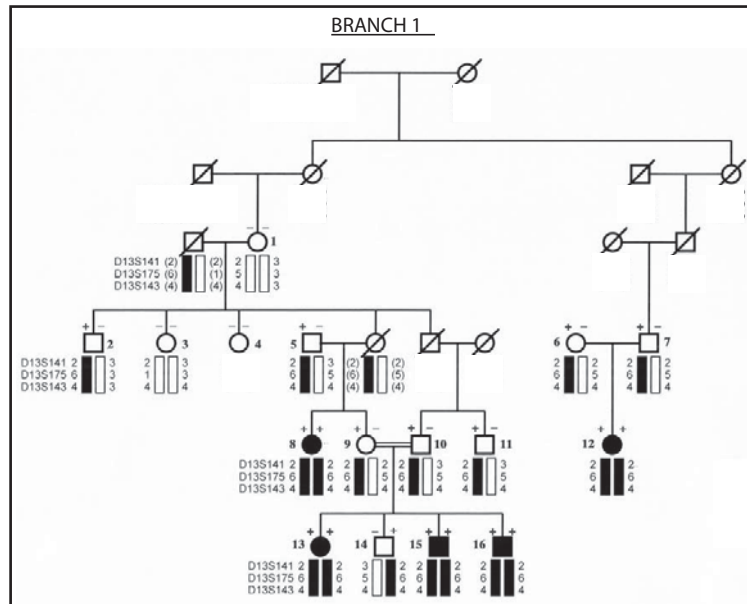 BRANCH 1
– –
1
D13S141 (2) (2) 2 3
D13S175 (6) (1) 5 3
D13S143 (4) (4) 4 3
+ – – – – – + – + – + –
2 3 4 5 6 7
D13S141 2 3 2 3 2 3 (2) (2) 2 2 2 2
D13S175 6 3 1 3 6 5 (6) (5) 6 5 6 5
D13S143 4 3 4 3 4 4 (4) (4) 4 4 4 4
+ + + – + – + – + +
8 9 10 11 12
D13S141 2 2 2 2 2 3 2 3 2 2
D13S175 6 6 6 5 6 5 6 5 6 6
D13S143 4 4 4 4 4 4 4 4 4 4
+ + – + + + + +
13 14 15 16
D13S141 2 2 3 2 2 2 2 2
D13S175 6 6 5 6 6 6 6 6
D13S143 4 4 4 4 4 4 4 4